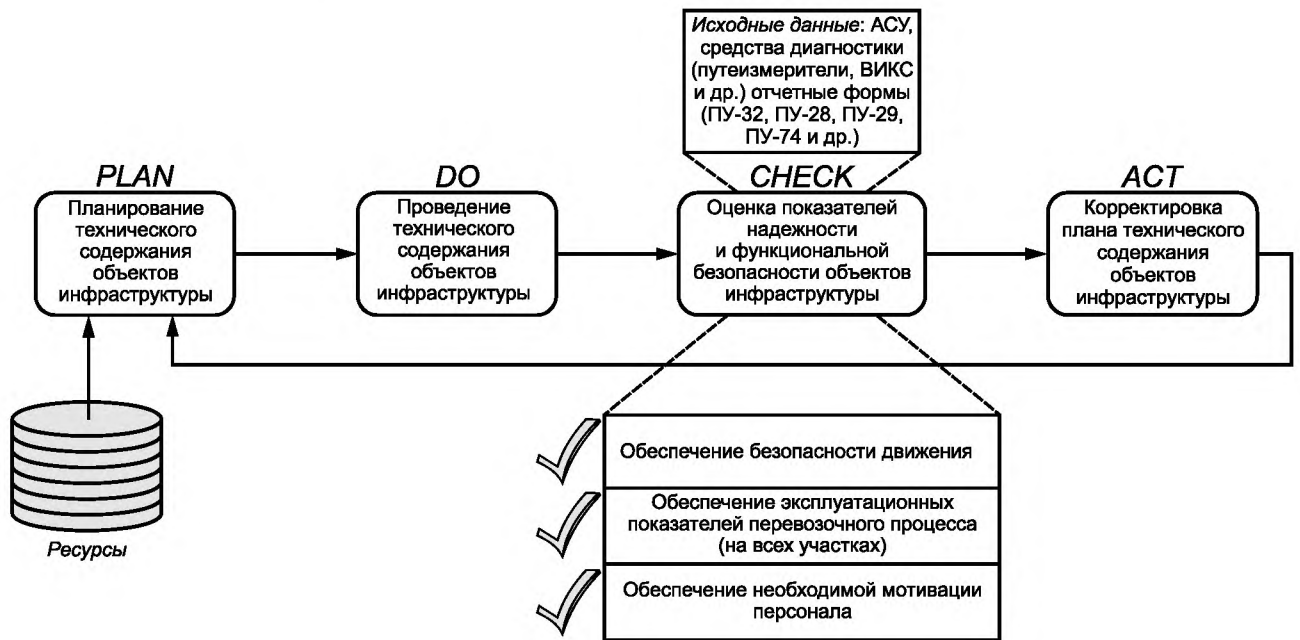 Исходные данные: АСУ,
средства диагностики
(путеизмерители, ВИКС
и др.) отчетные формы
(ПУ-32, ПУ-28, ПУ-29,
ПУ-74 и др.)
PLAN
Планирование
технического
содержания
объектов
инфраструктуры
DO
Проведение
технического
содержания
объектов
инфраструктуры
CHECK
Оценка показателей
надежности
и функциональной
безопасности объектов
инфраструктуры
ACT
Корректировка
плана технического
содержания
объектов
инфраструктуры
Ресурсы
Обеспечение безопасности движения
Обеспечение эксплуатационных
показателей перевозочного процесса
(на всех участках)
Обеспечение необходимой мотивации
персонала